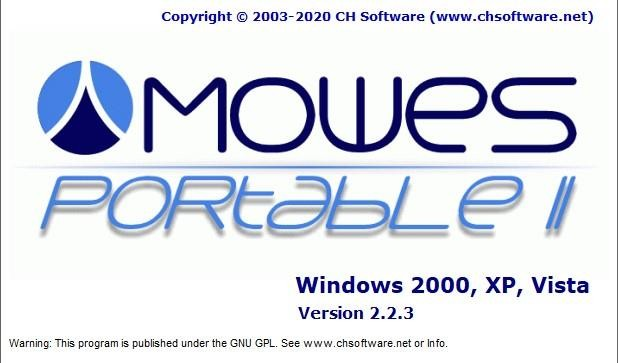 Copyright © 2003-2020 CH Software (www.chsoftware.net)
MOWES
PORTABLE II
Windows 2000, XP, Vista
Version 2.2.3
Warning: This program is published under the GNU GPL. See www.chsoftware.net or Info.